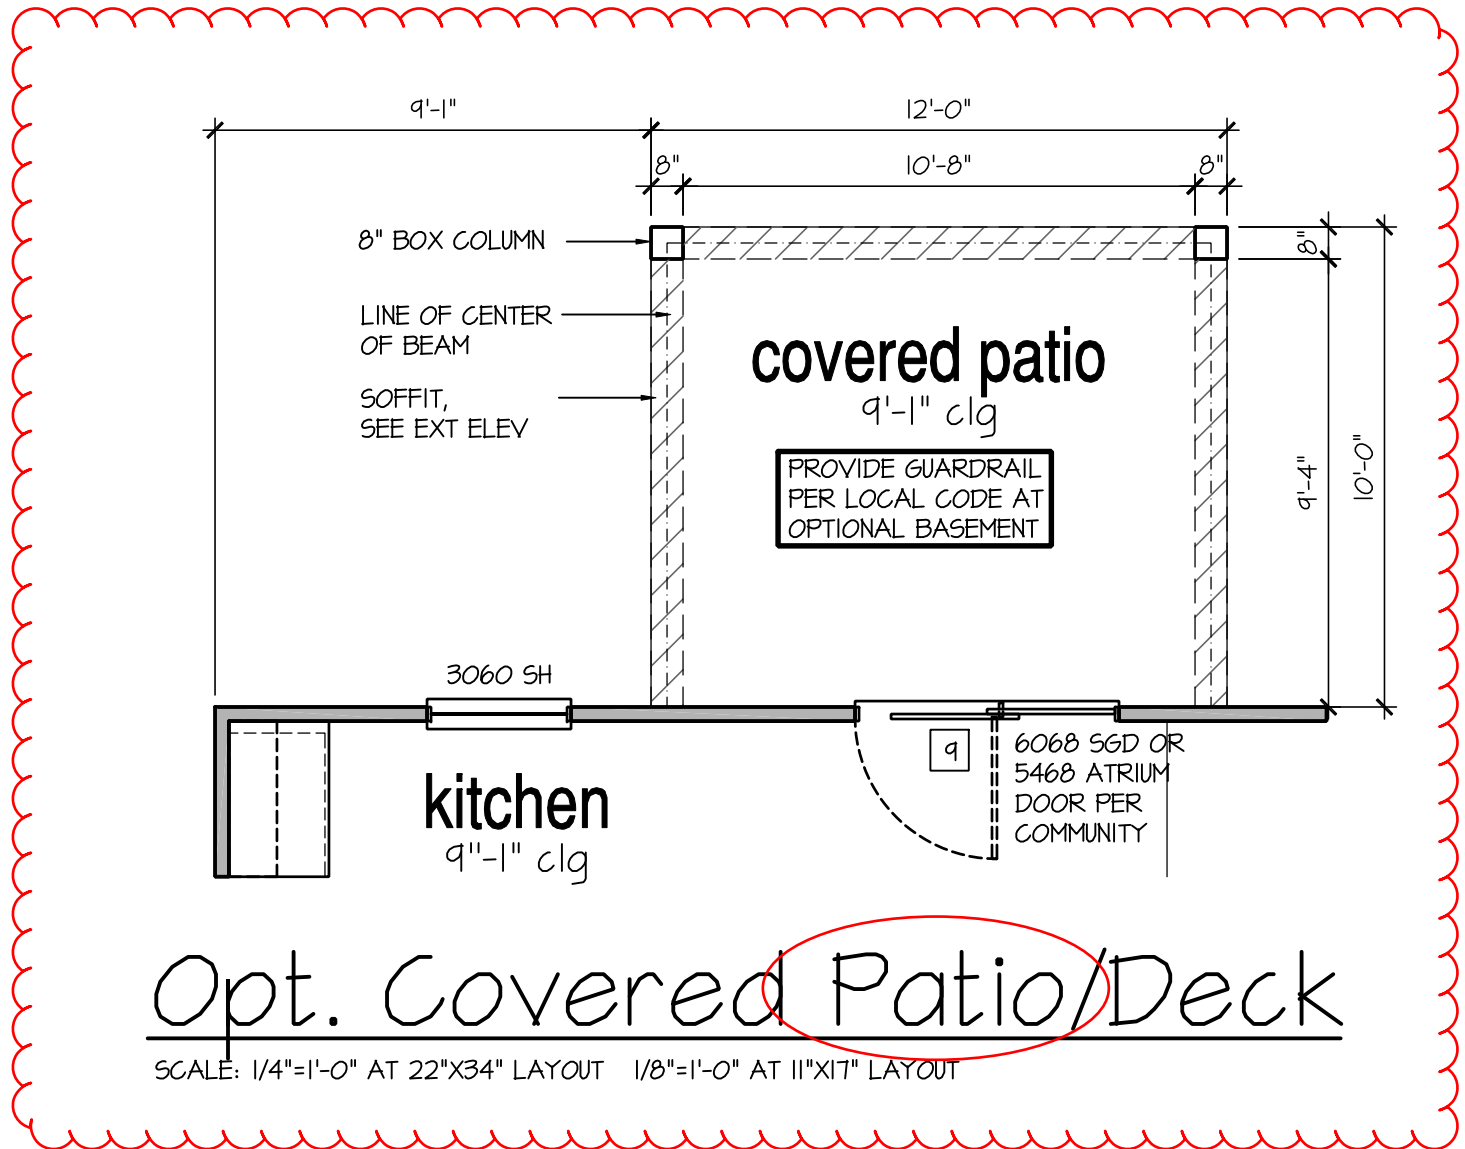 9'-1" 12'-0"
8" 10'-8" 8"
8" BOX COLUMN
8"
LINE OF CENTER
OF BEAM
covered patio
9'-1" clg
SOFFIT,
SEE EXT ELEV
PROVIDE GUARDRAIL
PER LOCAL CODE AT
OPTIONAL BASEMENT
9'-4"
10'-0"
3060 SH
9
6068 SGD OR
5468 ATRIUM
DOOR PER
COMMUNITY
kitchen
9"-1" clg
Opt. Covered Patio/Deck
SCALE: 1/4"=1'-0" AT 22"X34" LAYOUT 1/8"=1'-0" AT 11"X17" LAYOUT